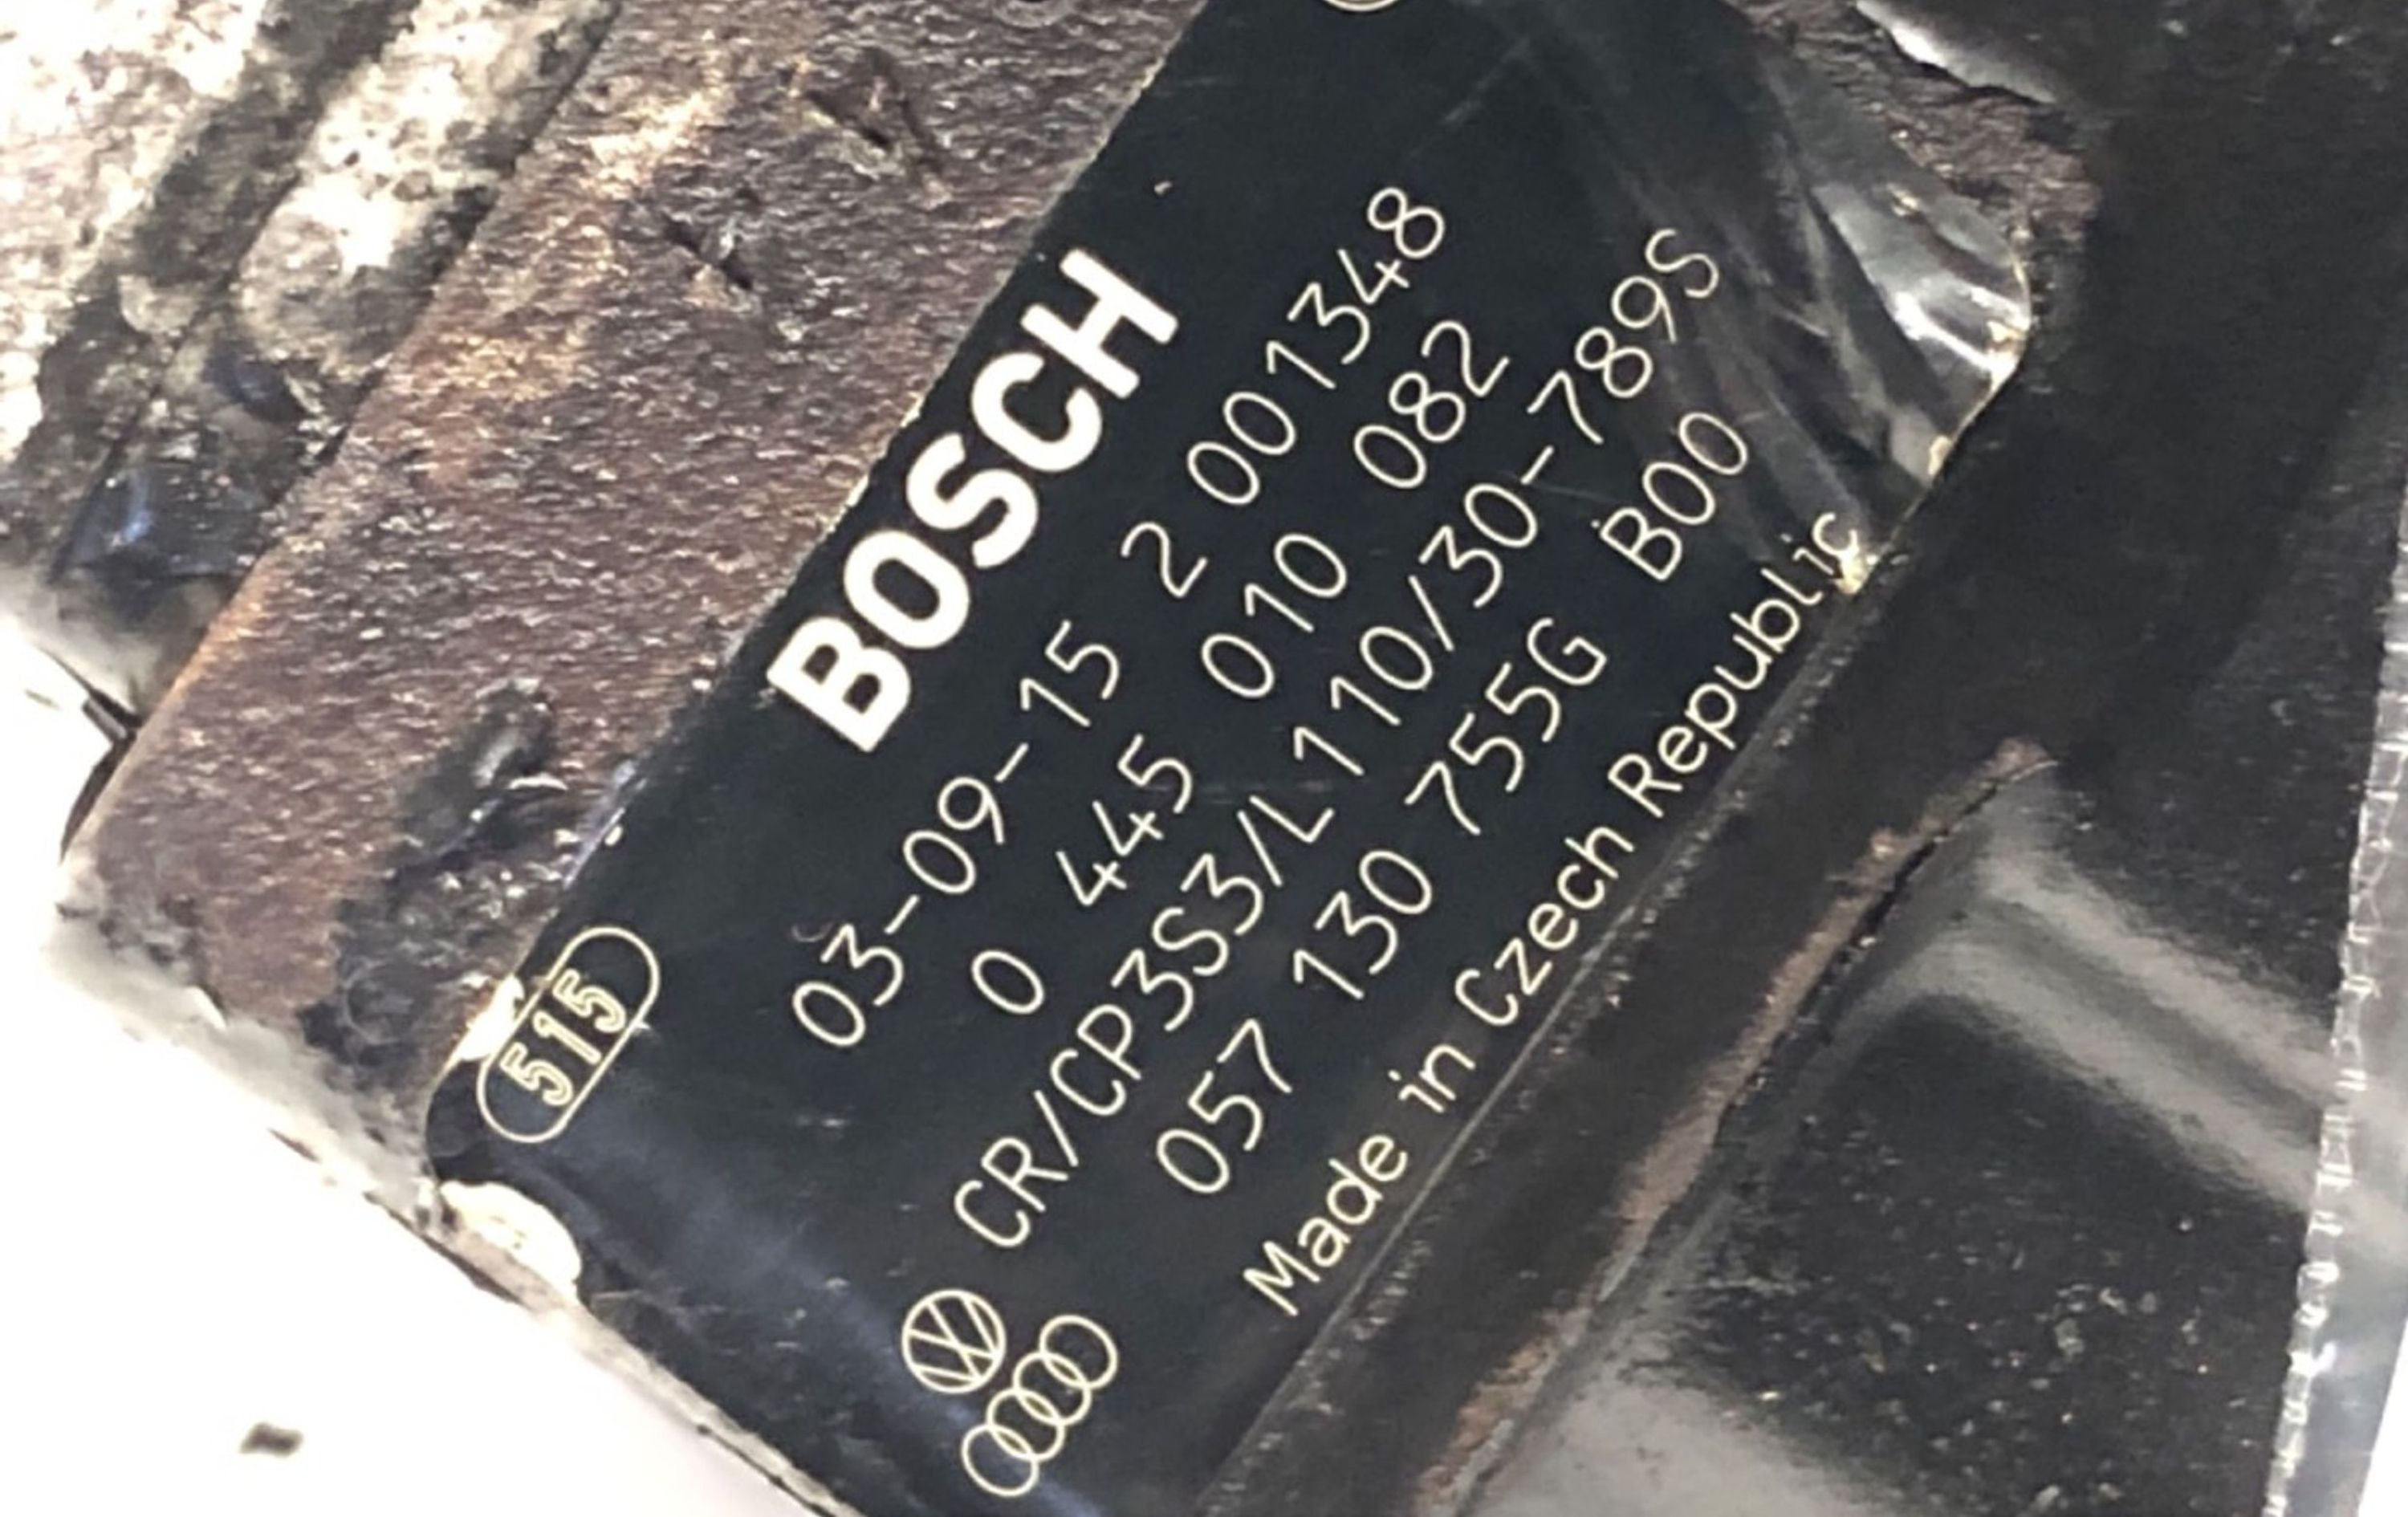 BOSCH
515
03-09-15 2 001348
0 445 010 082
CR/CP3S3/L110/30-789S
057 130 755G B00
Made in Czech Republic